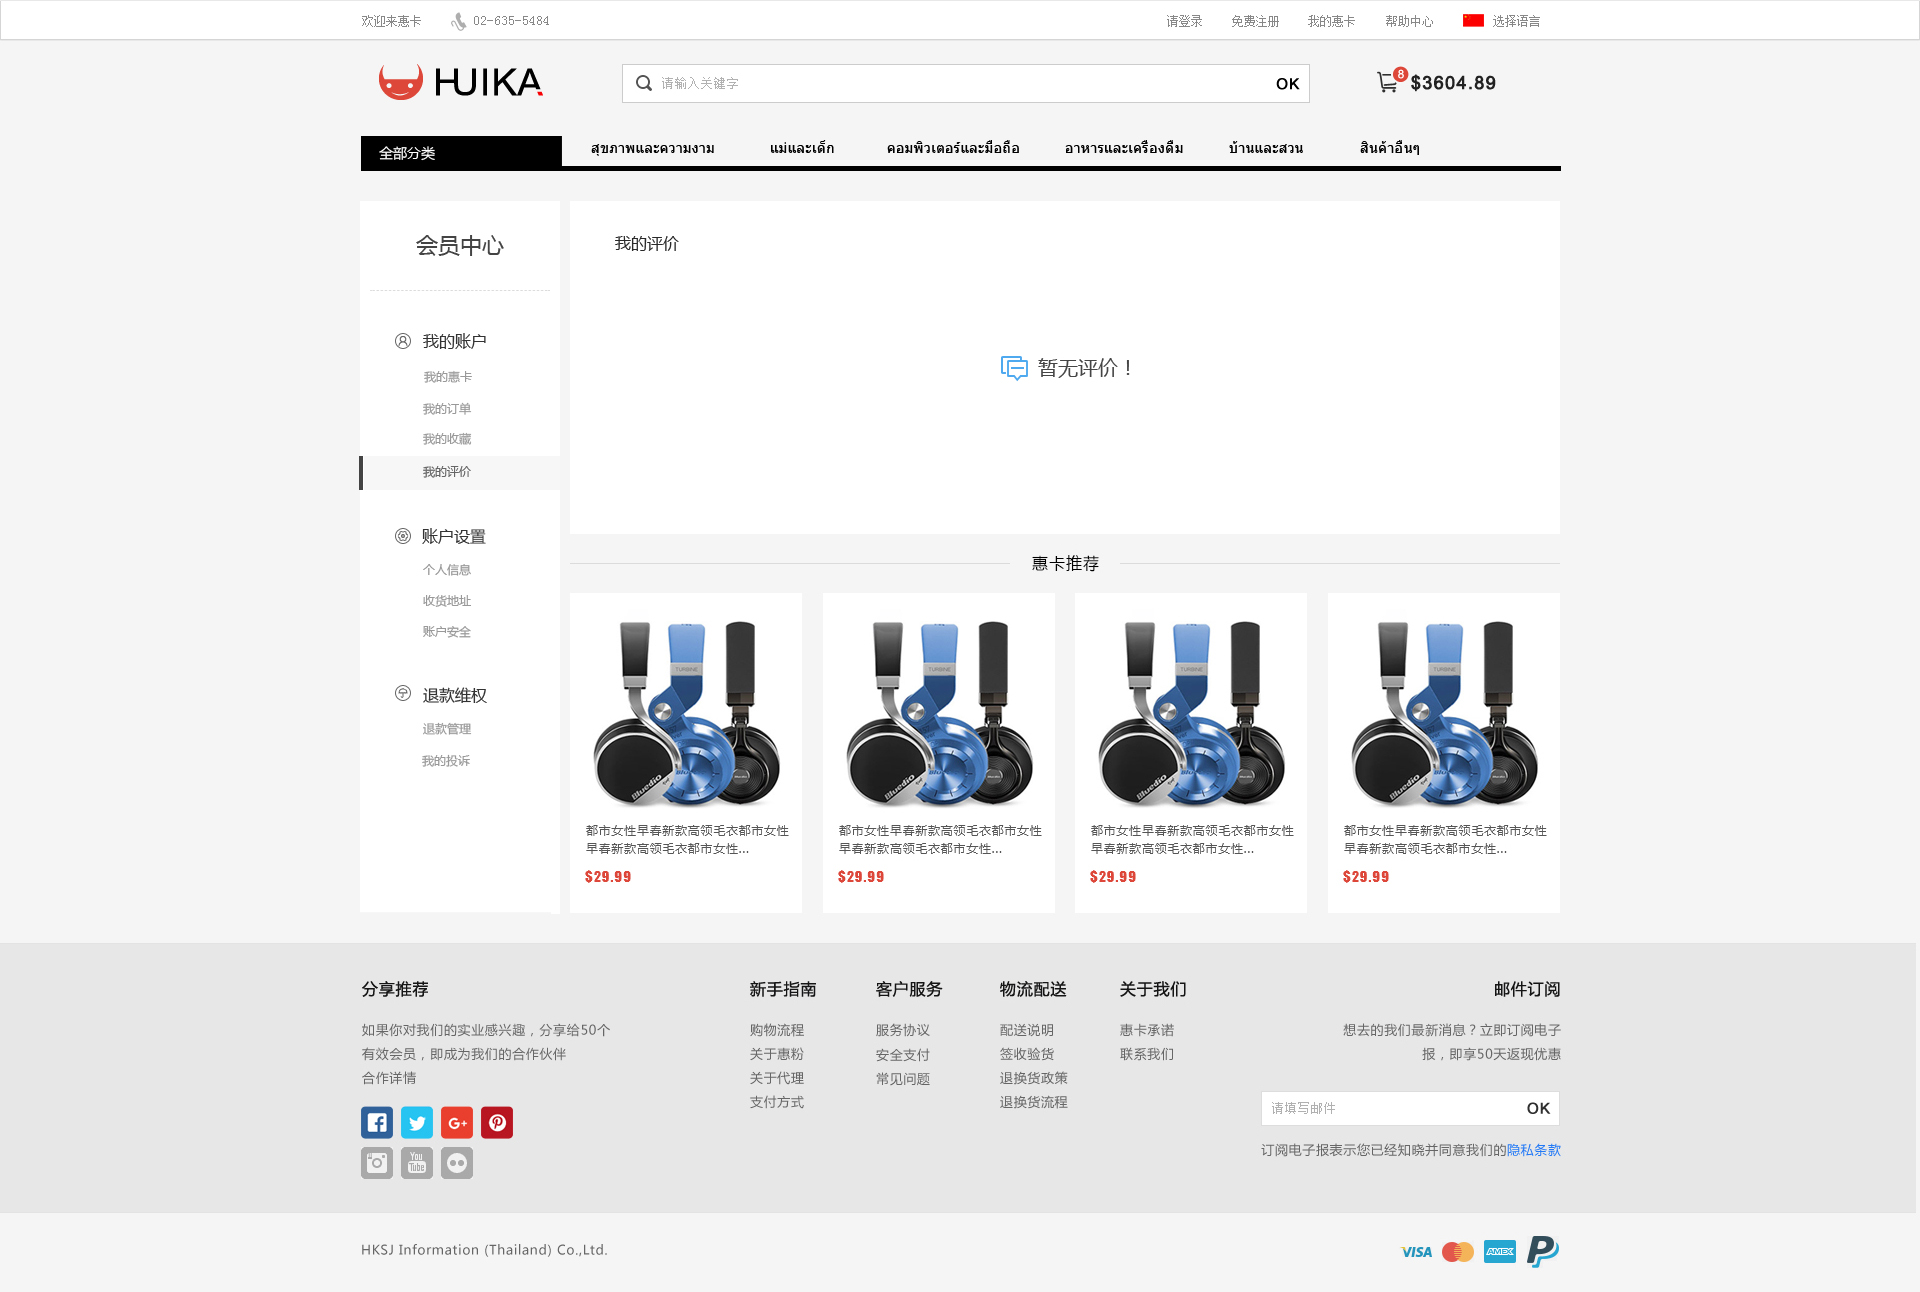 欢迎来惠卡
02-635-5484
请登录
免费注册
我的惠卡
帮助中心
选择语言
HUIKA
请输入关键字
OK
8
$3604.89
全部分类
สุขภาพและความงาม
แม่และเด็ก
คอมพิวเตอร์และมือถือ
อาหารและเครื่องดื่ม
บ้านและสวน
สินค้าอื่นๆ
会员中心
我的账户
我的惠卡
我的订单
我的收藏
我的评价
账户设置
个人信息
收货地址
账户安全
退款维权
退款管理
我的投诉
我的评价
暂无评价！
惠卡推荐
TURBINE
Bluedio
都市女性早春新款高领毛衣都市女性
早春新款高领毛衣都市女性...
$29.99
TURBINE
Bluedio
都市女性早春新款高领毛衣都市女性
早春新款高领毛衣都市女性...
$29.99
TURBINE
Bluedio
都市女性早春新款高领毛衣都市女性
早春新款高领毛衣都市女性...
$29.99
TURBINE
Bluedio
都市女性早春新款高领毛衣都市女性
早春新款高领毛衣都市女性...
$29.99
分享推荐
如果你对我们的实业感兴趣，分享给50个
有效会员，即成为我们的合作伙伴
合作详情
You
Tube
新手指南
购物流程
关于惠粉
关于代理
支付方式
客户服务
服务协议
安全支付
常见问题
物流配送
配送说明
签收验货
退换货政策
退换货流程
关于我们
惠卡承诺
联系我们
邮件订阅
想去的我们最新消息？立即订阅电子
报，即享50天返现优惠
请填写邮件
OK
订阅电子报表示您已经知晓并同意我们的隐私条款
HKSJ Information (Thailand) Co.,Ltd.
VISA
AMEX